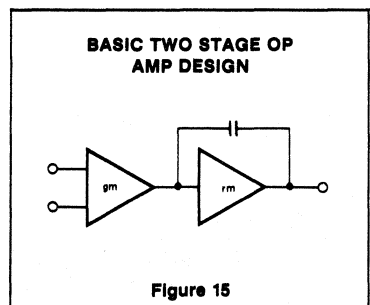 BASIC TWO STAGE OP
AMP DESIGN
gm
rm
Figure 15